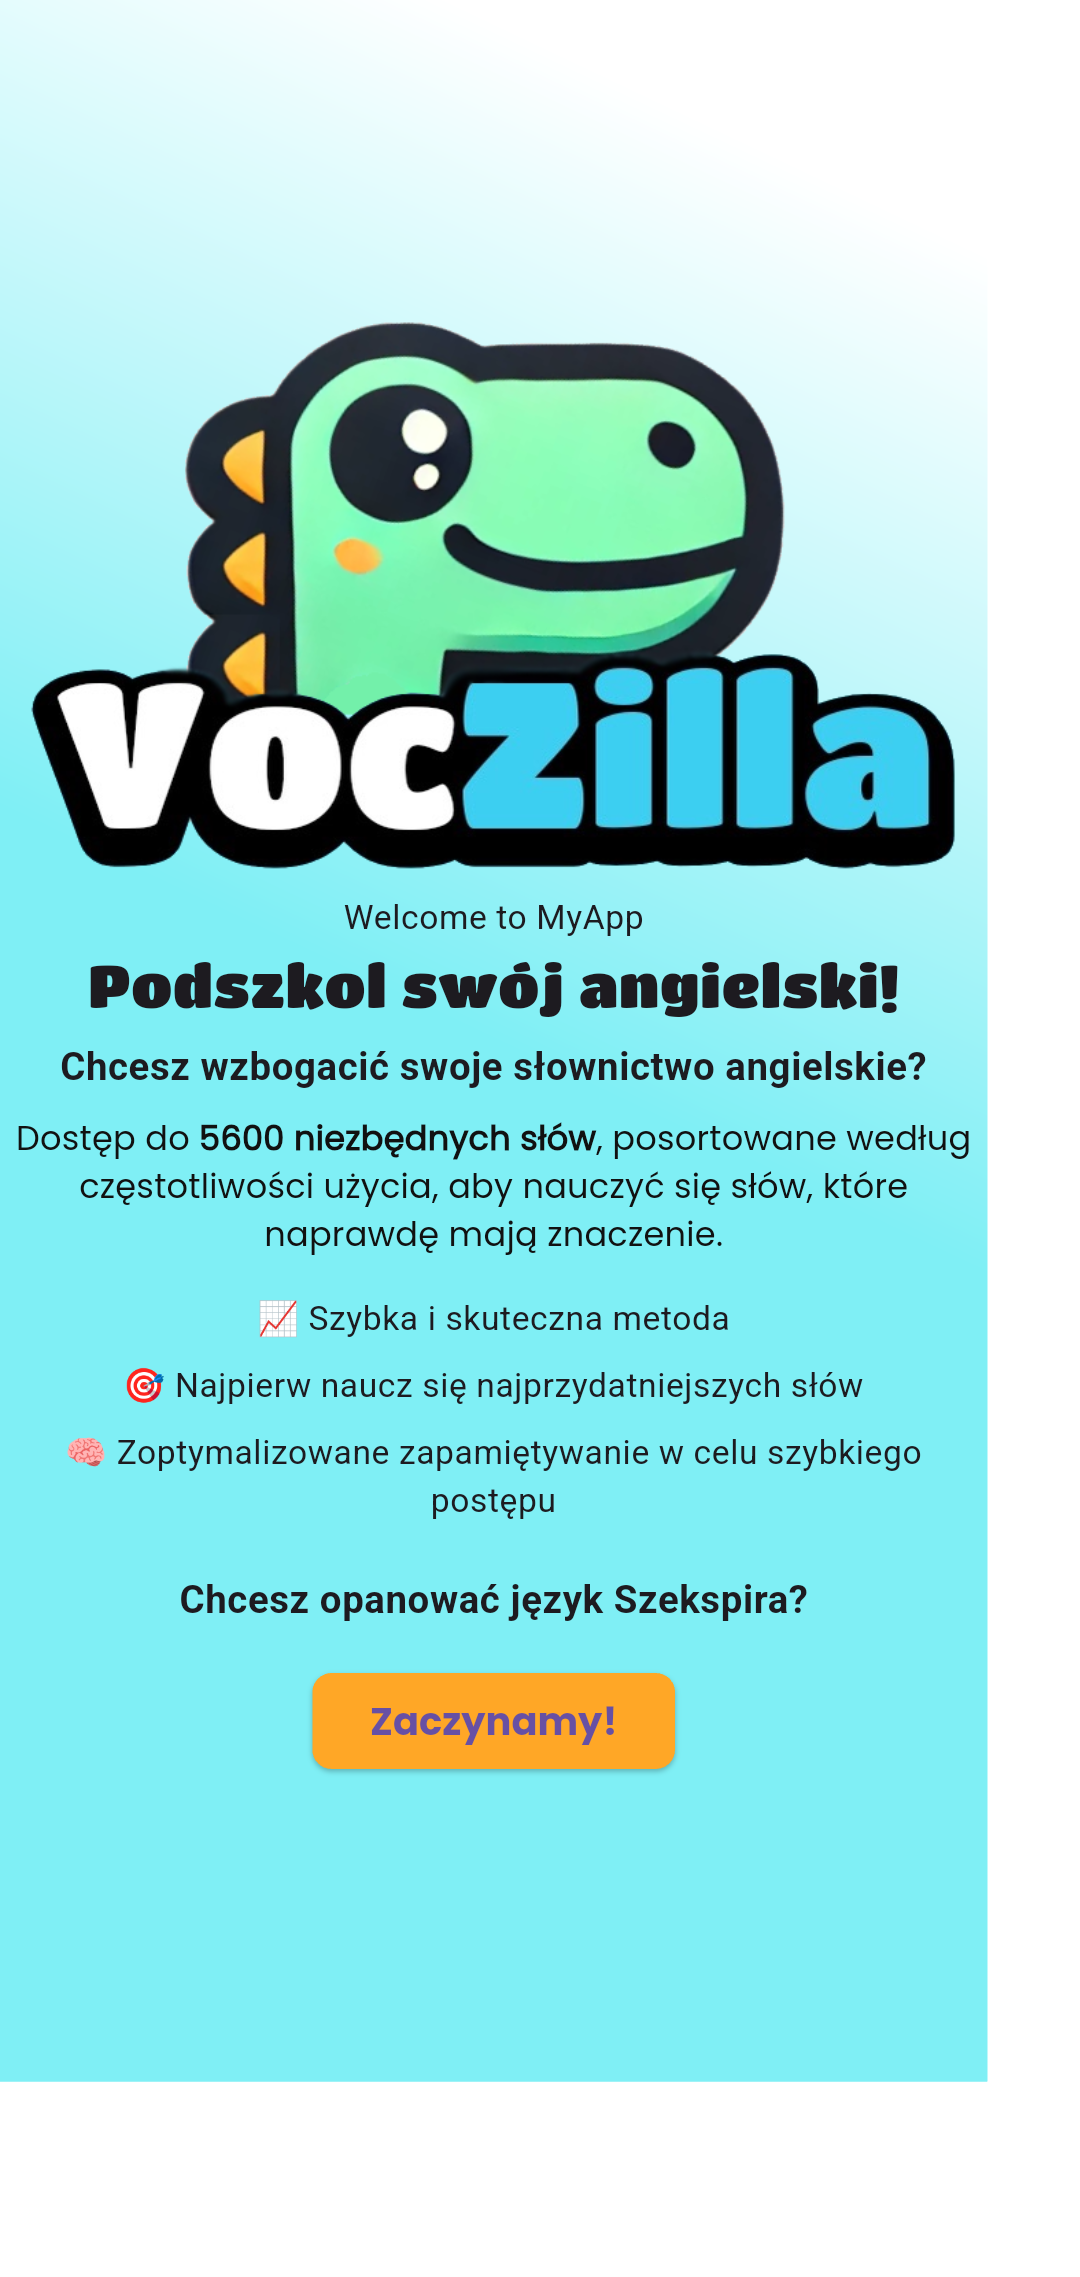 VocZilla
Welcome to MyApp
Podszkol swój angielski!
Chcesz wzbogacić swoje słownictwo angielskie?
Dostęp do 5600 niezbędnych słów, posortowane według
częstotliwości użycia, aby nauczyć się słów, które
naprawdę mają znaczenie.
📈 Szybka i skuteczna metoda
🎯 Najpierw naucz się najprzydatniejszych słów
🧠 Zoptymalizowane zapamiętywanie w celu szybkiego
postępu
Chcesz opanować język Szekspira?
Zaczynamy!